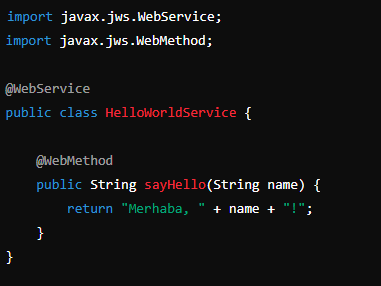 import javax.jws.WebService;
import javax.jws.WebMethod;

@WebService
public class HelloWorldService {

    @WebMethod
    public String sayHello(String name) {
        return "Merhaba, " + name + "!";
    }
}